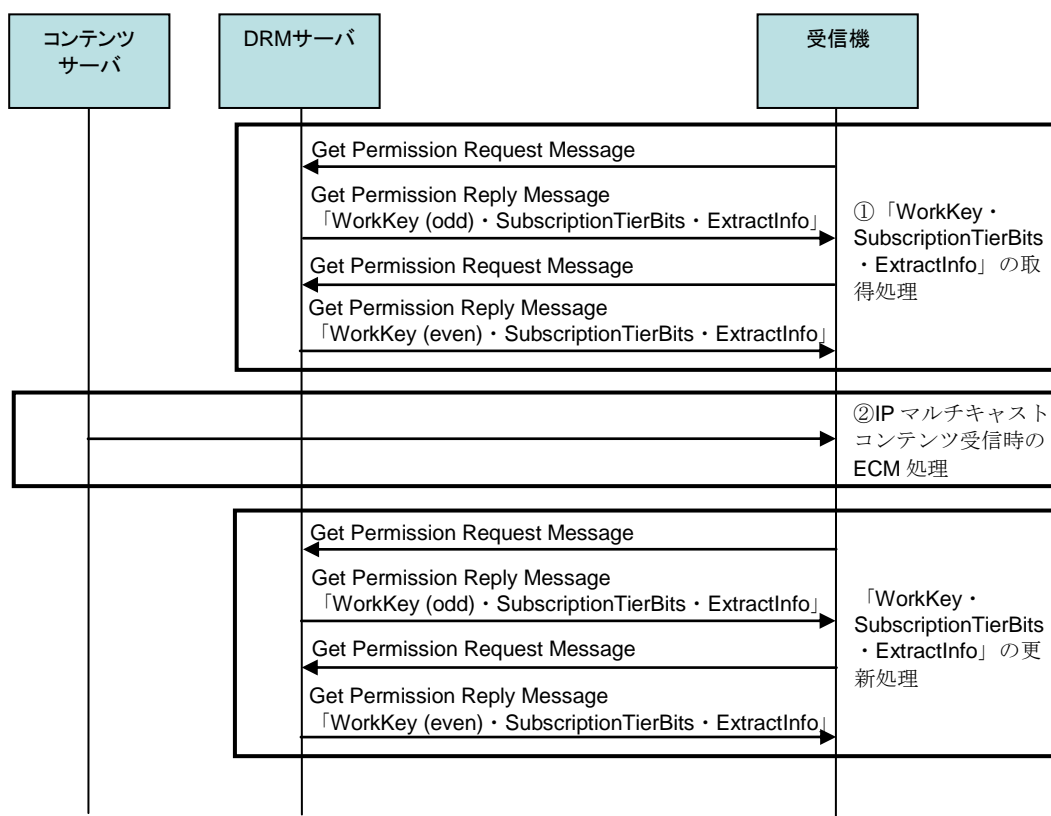 コンテンツ
サーバ
DRMサーバ
受信機
Get Permission Request Message
Get Permission Reply Message
「WorkKey (odd)・SubscriptionTierBits・ExtractInfo」
Get Permission Request Message
Get Permission Reply Message
「WorkKey (even)・SubscriptionTierBits・ExtractInfo」
①「WorkKey・
SubscriptionTierBits
・ExtractInfo」の取
得処理
②IP マルチキャスト
コンテンツ受信時の
ECM 処理
Get Permission Request Message
Get Permission Reply Message
「WorkKey (odd)・SubscriptionTierBits・ExtractInfo」
Get Permission Request Message
Get Permission Reply Message
「WorkKey (even)・SubscriptionTierBits・ExtractInfo」
「WorkKey・
SubscriptionTierBits
・ExtractInfo」の更
新処理